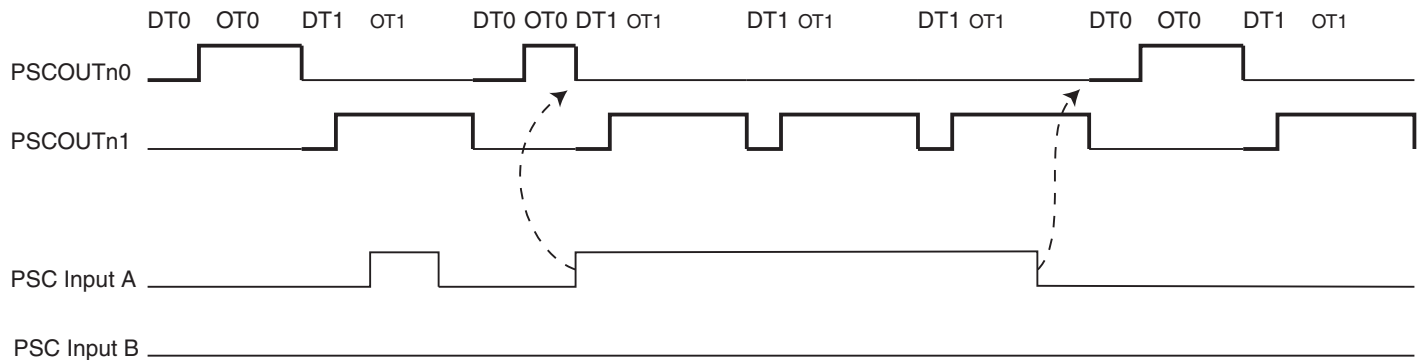 DT0 OT0 DT1 OT1 DT0 OT0 DT1 OT1 DT1 OT1 DT1 OT1 DT0 OT0 DT1 OT1
PSCOUTn0
PSCOUTn1
PSC Input A
PSC Input B